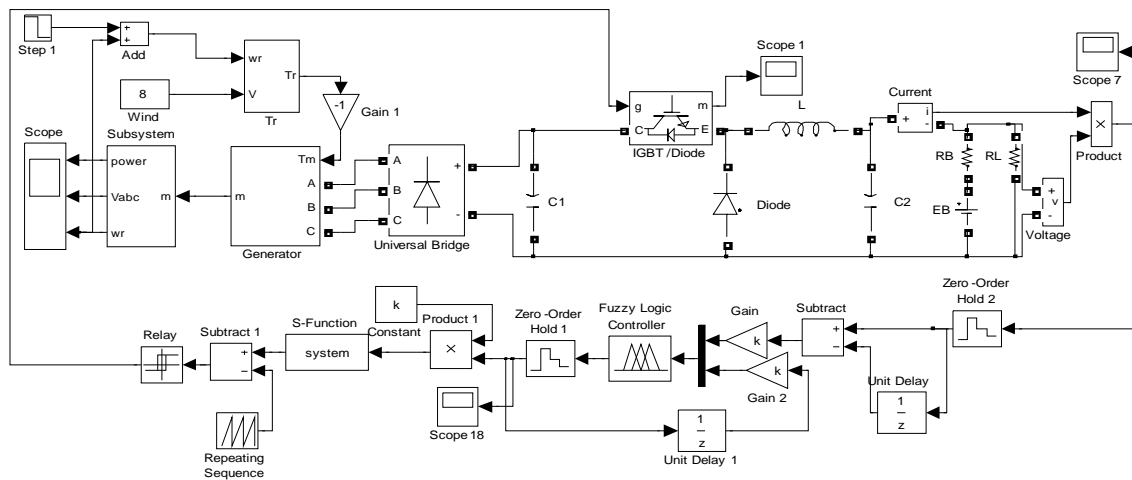 Step 1
+
+
Add
8
Wind
wr
V
Tr
Tr
-1
Gain 1
Scope
Subsystem
power
Vabc
wr
m
m
Tm
A
B
C
Generator
A
B
C
+
-
Universal Bridge
C1
g
C
m
E
IGBT /Diode
Scope 1
L
Diode
C2
Current
+
i
-
RB
RL
EB
+
v
-
Voltage
Scope 7
×
Product
Relay
Subtract 1
+
−
Repeating
Sequence
S-Function
system
k
Constant
Product 1
×
Scope 18
Zero -Order
Hold 1
Fuzzy Logic
Controller
Gain
k
k
Gain 2
1
z
Unit Delay 1
Subtract
+
−
Unit Delay
1
z
Zero -Order
Hold 2